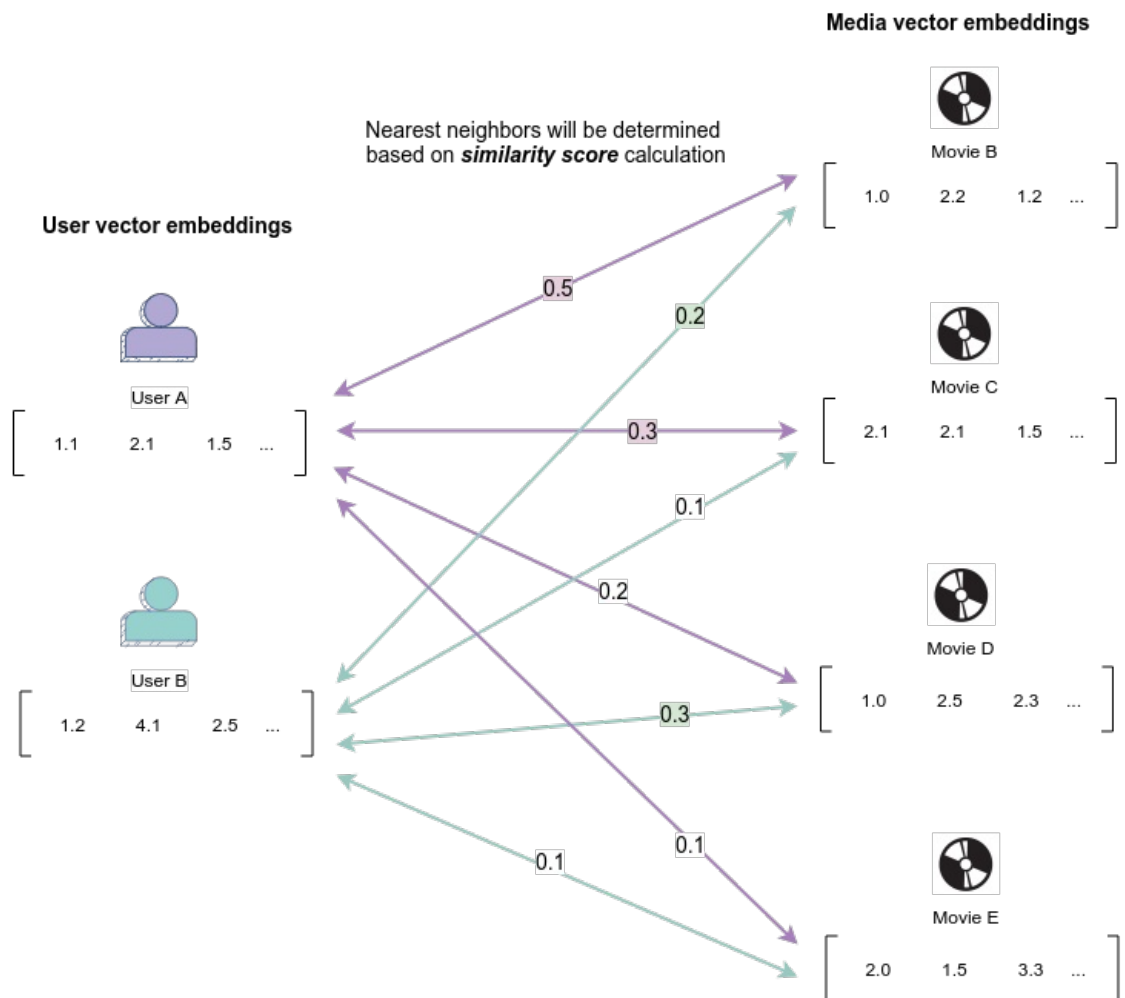 Media vector embeddings
Movie B
1.0 2.2 1.2 ...
Nearest neighbors will be determined
based on similarity score calculation
User vector embeddings
0.5
0.2
User A
1.1 2.1 1.5 ...
Movie C
2.1 2.1 1.5 ...
0.3
0.1
0.2
User B
1.2 4.1 2.5 ...
Movie D
1.0 2.5 2.3 ...
0.3
0.1
0.1
Movie E
2.0 1.5 3.3 ...